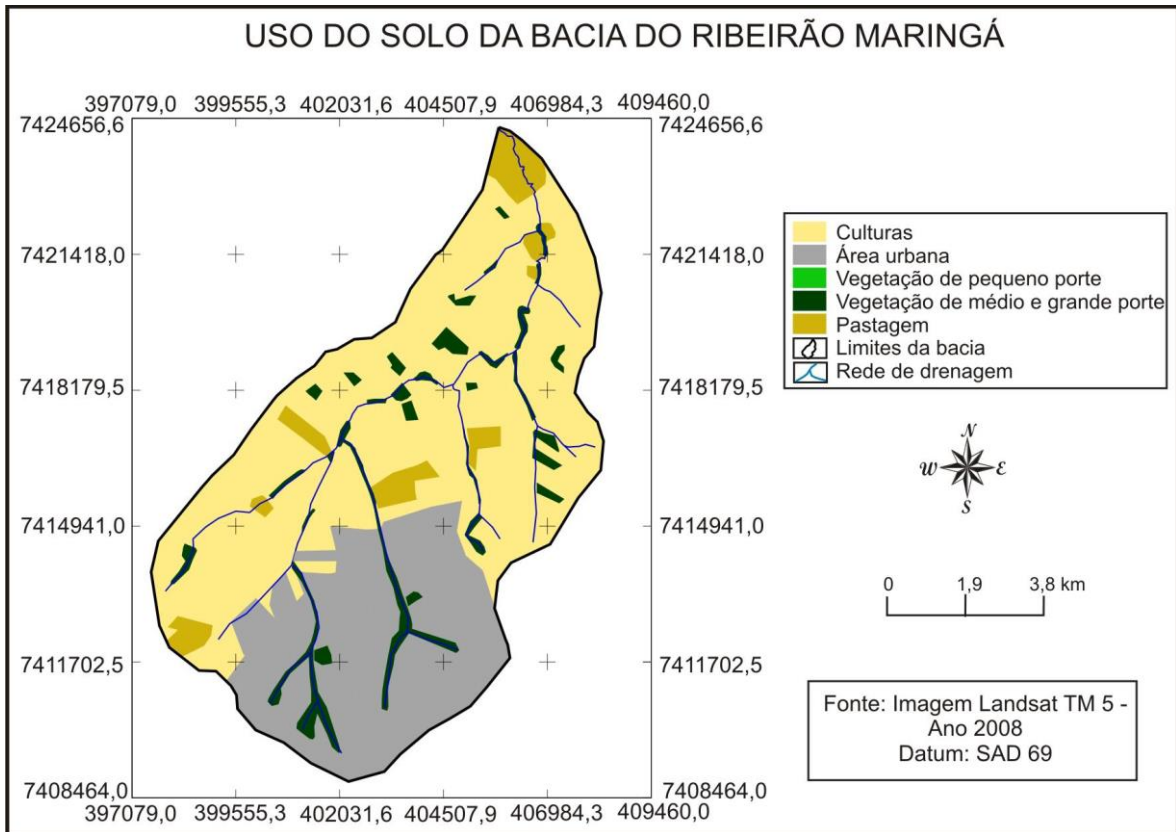 USO DO SOLO DA BACIA DO RIBEIRÃO MARINGÁ
397079,0 399555,3 402031,6 404507,9 406984,3 409460,0
7424656,6 7424656,6
7421418,0 7421418,0
7418179,5 7418179,5
7414941,0 7414941,0
7411702,5 7411702,5
7408464,0 7408464,0
397079,0 399555,3 402031,6 404507,9 406984,3 409460,0
Culturas
Área urbana
Vegetação de pequeno porte
Vegetação de médio e grande porte
Pastagem
Limites da bacia
Rede de drenagem
N
W E
S
0 1,9 3,8 km
Fonte: Imagem Landsat TM 5 -
Ano 2008
Datum: SAD 69